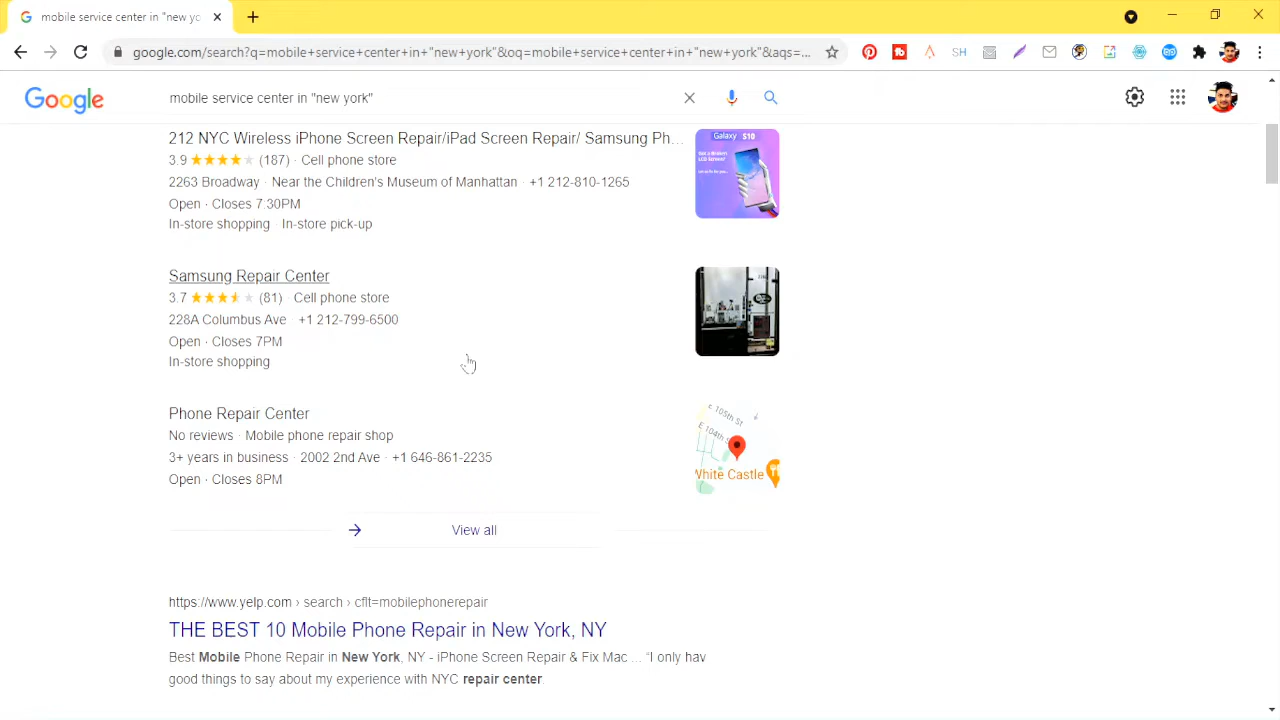 mobile service center in "new yo
google.com/search?q=mobile+service+center+in+"new+york"&oq=mobile+service+center+in+"new+york"&aqs=...
SH
Google
mobile service center in "new york"
212 NYC Wireless iPhone Screen Repair/iPad Screen Repair/ Samsung Ph...
3.9 (187) · Cell phone store
2263 Broadway · Near the Children's Museum of Manhattan · +1 212-810-1265
Open · Closes 7:30PM
In-store shopping · In-store pick-up
Galaxy $10
Samsung Repair Center
3.7 (81) · Cell phone store
228A Columbus Ave · +1 212-799-6500
Open · Closes 7PM
In-store shopping
Phone Repair Center
No reviews · Mobile phone repair shop
3+ years in business · 2002 2nd Ave · +1 646-861-2235
Open · Closes 8PM
E 105th St
E 104th S
White Castle
View all
https://www.yelp.com › search › cflt=mobilephonerepair
THE BEST 10 Mobile Phone Repair in New York, NY
Best Mobile Phone Repair in New York, NY - iPhone Screen Repair & Fix Mac ... "I only hav
good things to say about my experience with NYC repair center.